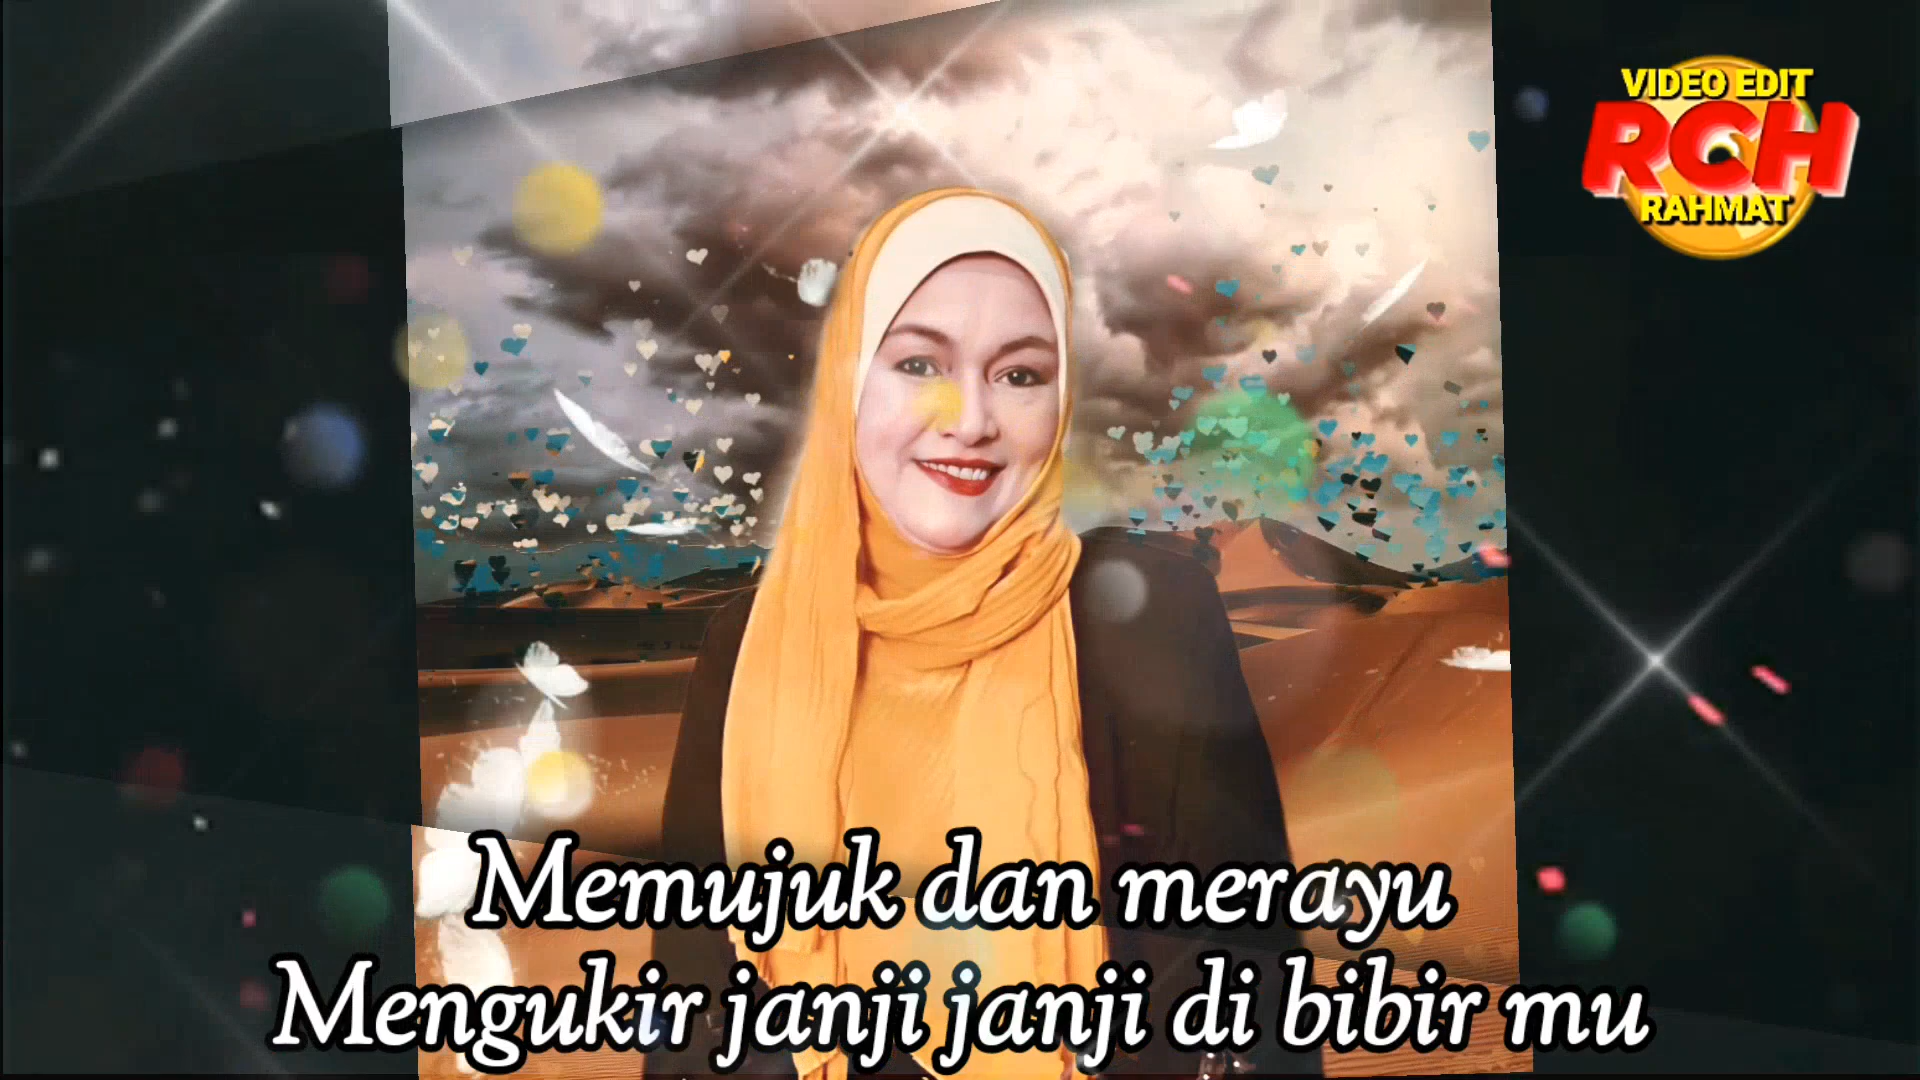 VIDEO EDIT
RCH
RAHMAT
Memujuk dan merayu
Mengukir janji janji di bibir mu